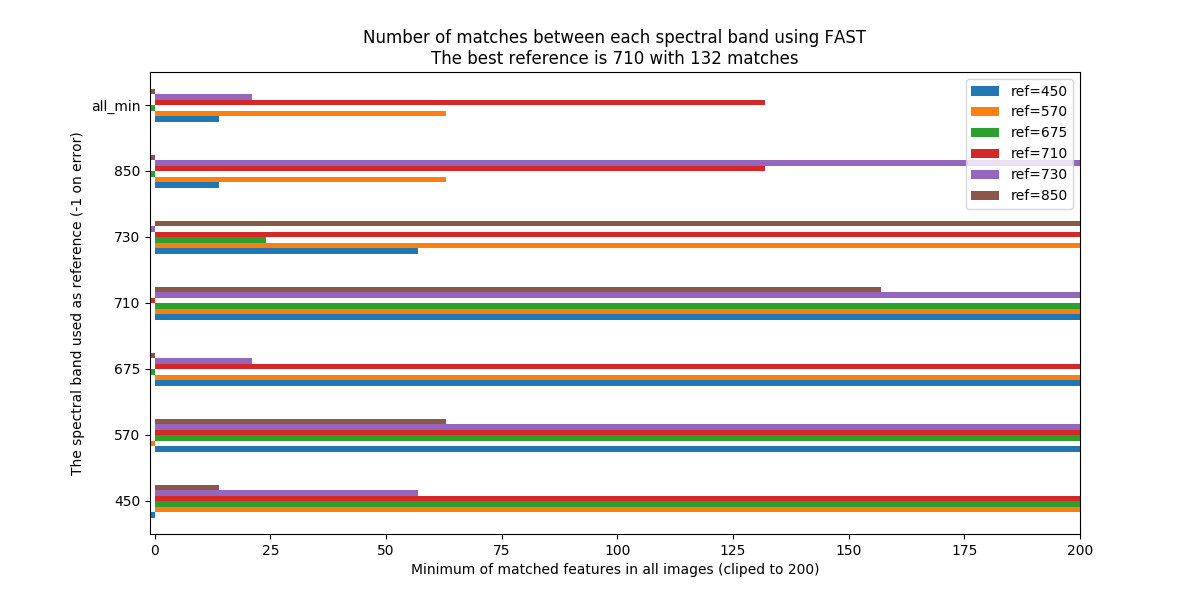 Number of matches between each spectral band using FAST
The best reference is 710 with 132 matches
The spectral band used as reference (-1 on error)
all_min
850
730
710
675
570
450
ref=450
ref=570
ref=675
ref=710
ref=730
ref=850
0 25 50 75 100 125 150 175 200
Minimum of matched features in all images (cliped to 200)